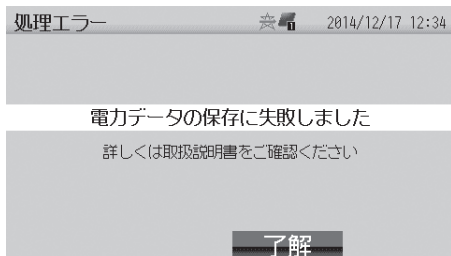 処理エラー 2014/12/17 12:34
電力データの保存に失敗しました
詳しくは取扱説明書をご確認ください
了解